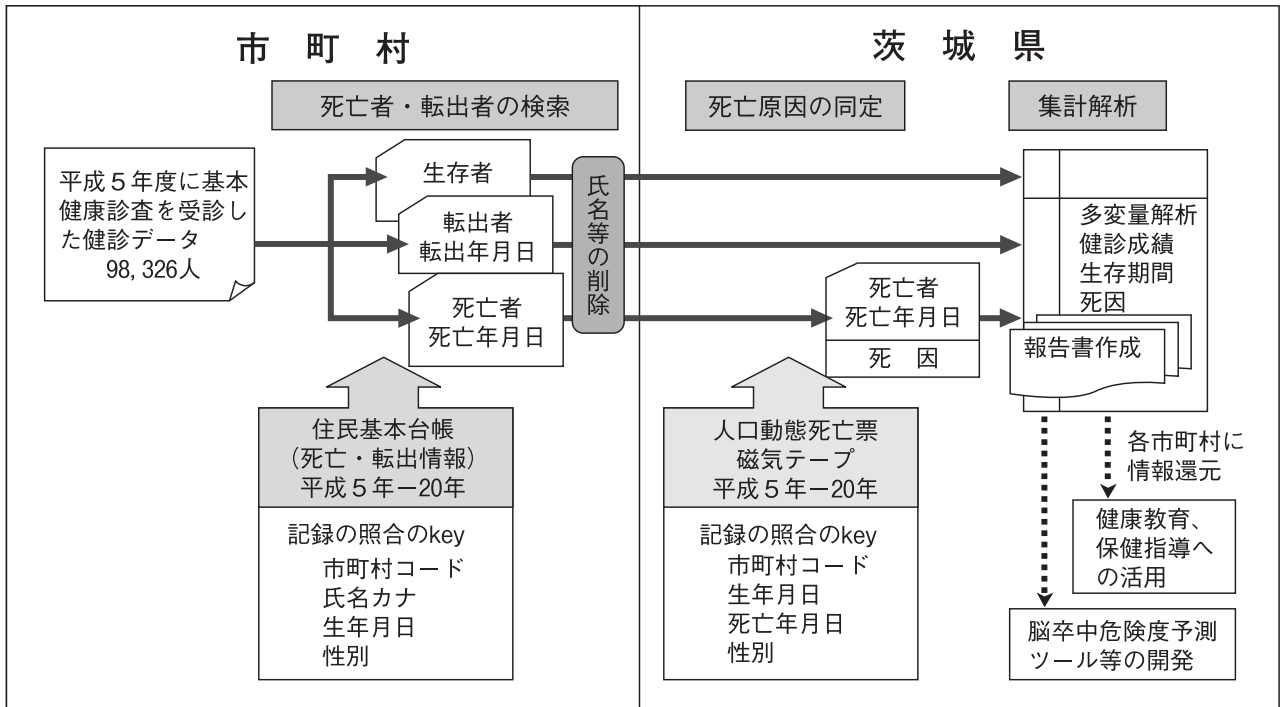 市 町 村
死亡者・転出者の検索
平成５年度に基本
健康診査を受診し
た健診データ
98, 326人
生存者
転出者
転出年月日
死亡者
死亡年月日
氏名等の削除
住民基本台帳
(死亡・転出情報)
平成５年ー20年
記録の照合のkey
市町村コード
氏名カナ
生年月日
性別
茨 城 県
死亡原因の同定
集計解析
死亡者
死亡年月日
死 因
人口動態死亡票
磁気テープ
平成５年ー20年
記録の照合のkey
市町村コード
生年月日
死亡年月日
性別
多変量解析
健診成績
生存期間
死因
報告書作成
各市町村に
情報還元
健康教育、
保健指導へ
の活用
脳卒中危険度予測
ツール等の開発